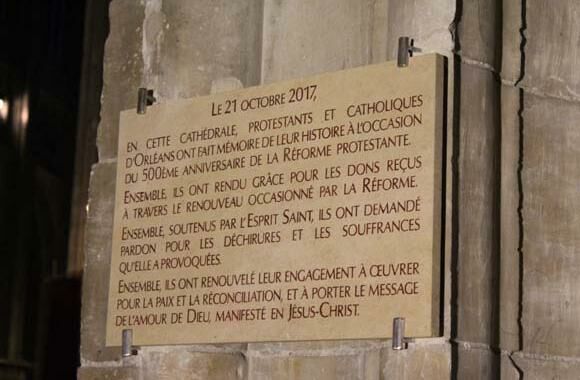 LE 21 OCTOBRE 2017,
EN CETTE CATHÉDRALE, PROTESTANTS ET CATHOLIQUES
D'ORLÉANS ONT FAIT MÉMOIRE DE LEUR HISTOIRE À L'OCCASION
DU 500ÈME ANNIVERSAIRE DE LA RÉFORME PROTESTANTE.
ENSEMBLE, ILS ONT RENDU GRÂCE POUR LES DONS REÇUS
À TRAVERS LE RENOUVEAU OCCASIONNÉ PAR LA RÉFORME.
ENSEMBLE, SOUTENUS PAR L'ESPRIT SAINT, ILS ONT DEMANDÉ
PARDON POUR LES DÉCHIRURES ET LES SOUFFRANCES
QU'ELLE A PROVOQUÉES.
ENSEMBLE, ILS ONT RENOUVELÉ LEUR ENGAGEMENT À ŒUVRER
POUR LA PAIX ET LA RÉCONCILIATION, ET À PORTER LE MESSAGE
DE L'AMOUR DE DIEU, MANIFESTÉ EN JÉSUS-CHRIST.